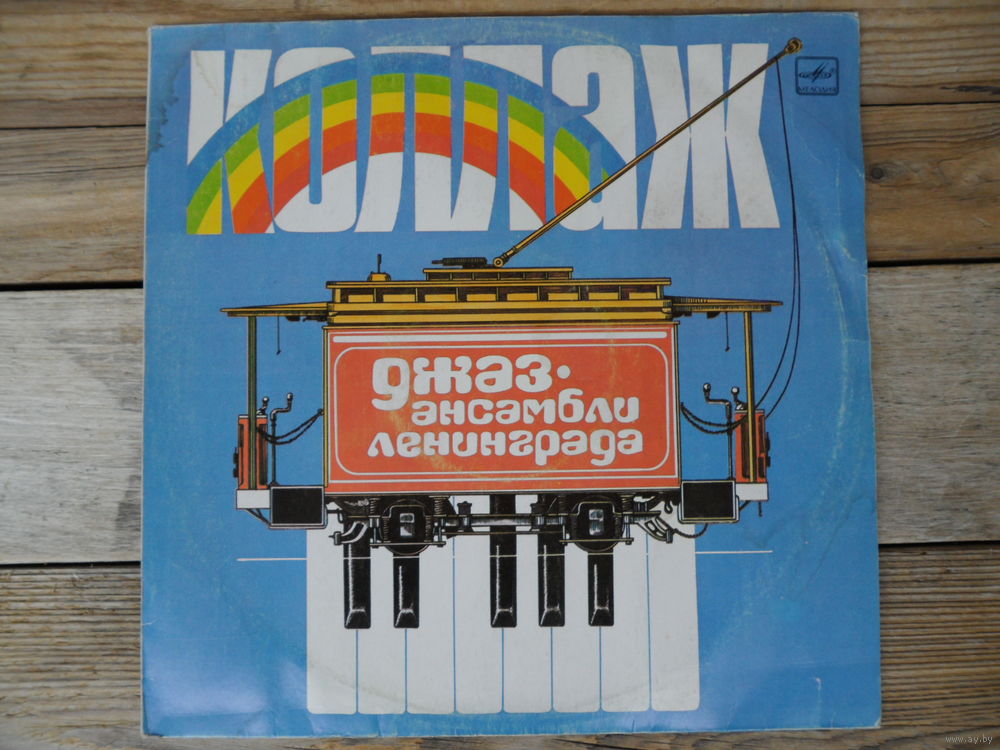 коллаж
МЕЛОДИЯ
джаз·
ансамбли
ленинграда
www.ay.by